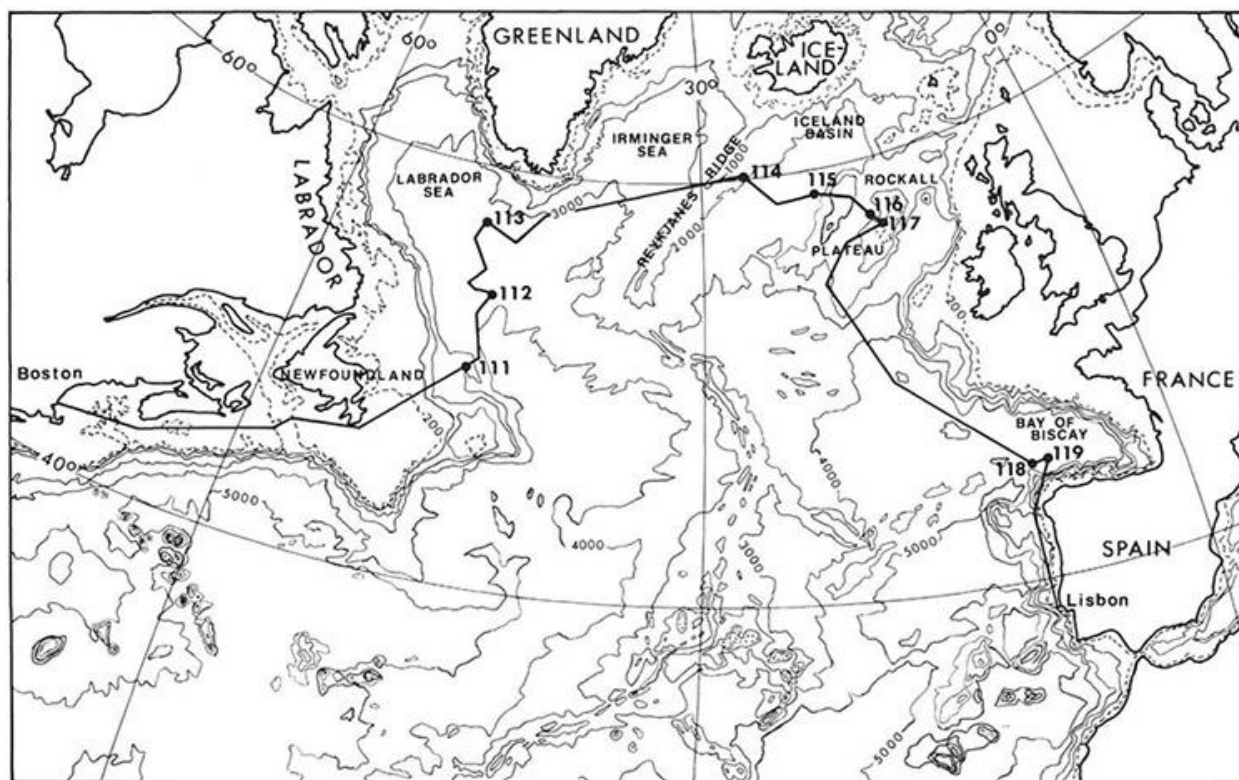 GREENLAND
ICE-
LAND
60°
60°
0°
30°
ICELAND
BASIN
IRMINGER
SEA
LABRADOR
SEA
LABRADOR
REYKJANES RIDGE
1000
2000
3000
ROCKALL
PLATEAU
113
114
115
116
117
112
111
200
Boston
NEWFOUNDLAND
200
FRANCE
BAY OF
BISCAY
119
118
40°
5000
4000
4000
3000
5000
SPAIN
Lisbon
5000